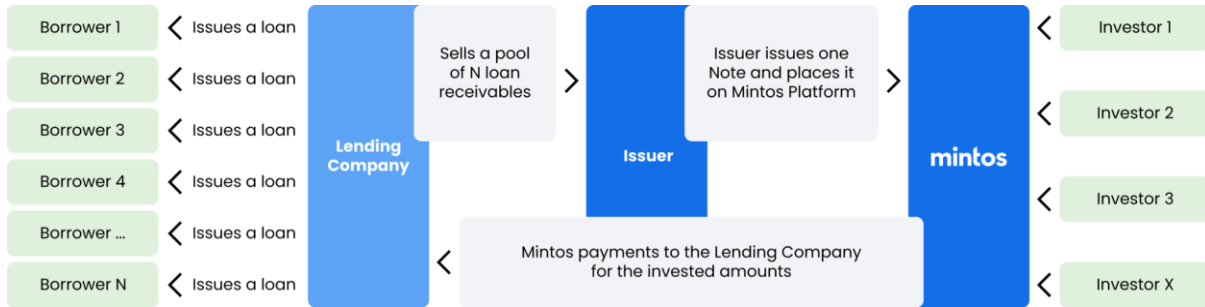 Borrower 1
Issues a loan
Borrower 2
Issues a loan
Borrower 3
Issues a loan
Borrower 4
Issues a loan
Borrower ...
Issues a loan
Borrower N
Issues a loan
Lending
Company
Sells a pool
of N loan
receivables
Issuer
Issuer issues one
Note and places it
on Mintos Platform
mintos
Mintos payments to the Lending Company
for the invested amounts
Investor 1
Investor 2
Investor 3
Investor X